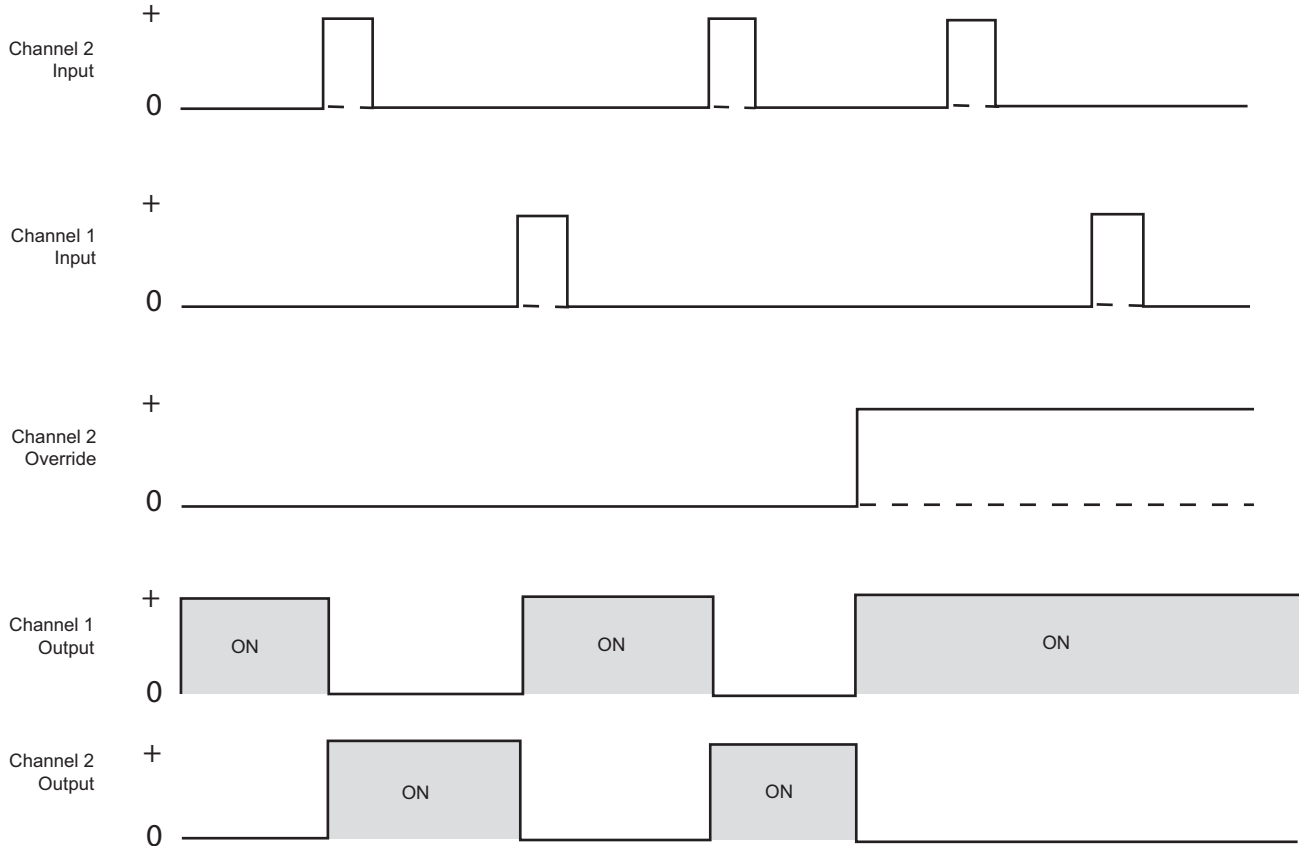 +
Channel 2
Input
0
+
Channel 1
Input
0
+
Channel 2
Override
0
+
Channel 1
Output
ON
ON
ON
0
+
Channel 2
Output
ON
ON
0